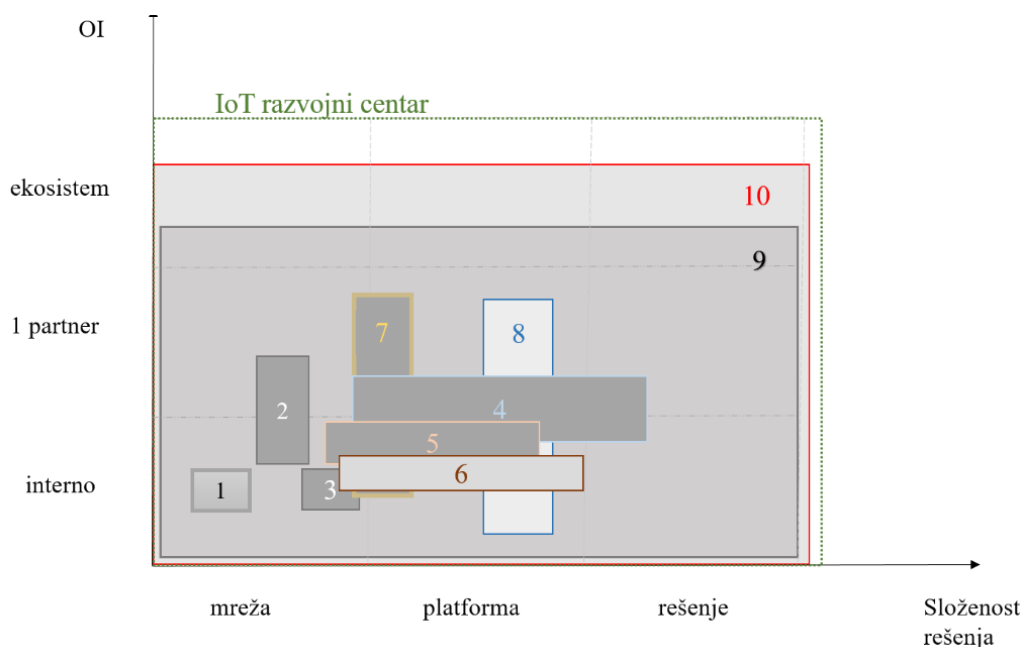 OI
IoT razvojni centar
ekosistem
10
9
1 partner
7
8
2
4
5
interno
1
3
6
mreža
platforma
rešenje
Složenost
rešenja